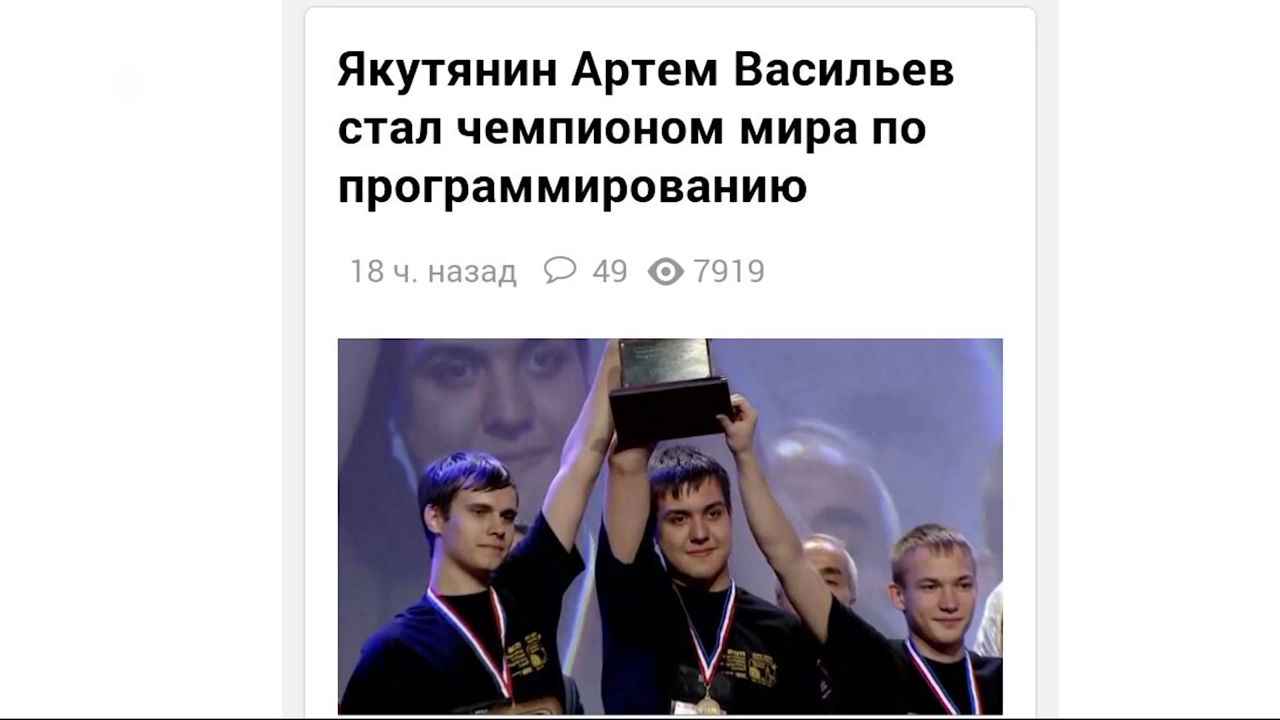 Якутянин Артем Васильев
стал чемпионом мира по
программированию
18 ч. назад 49 7919